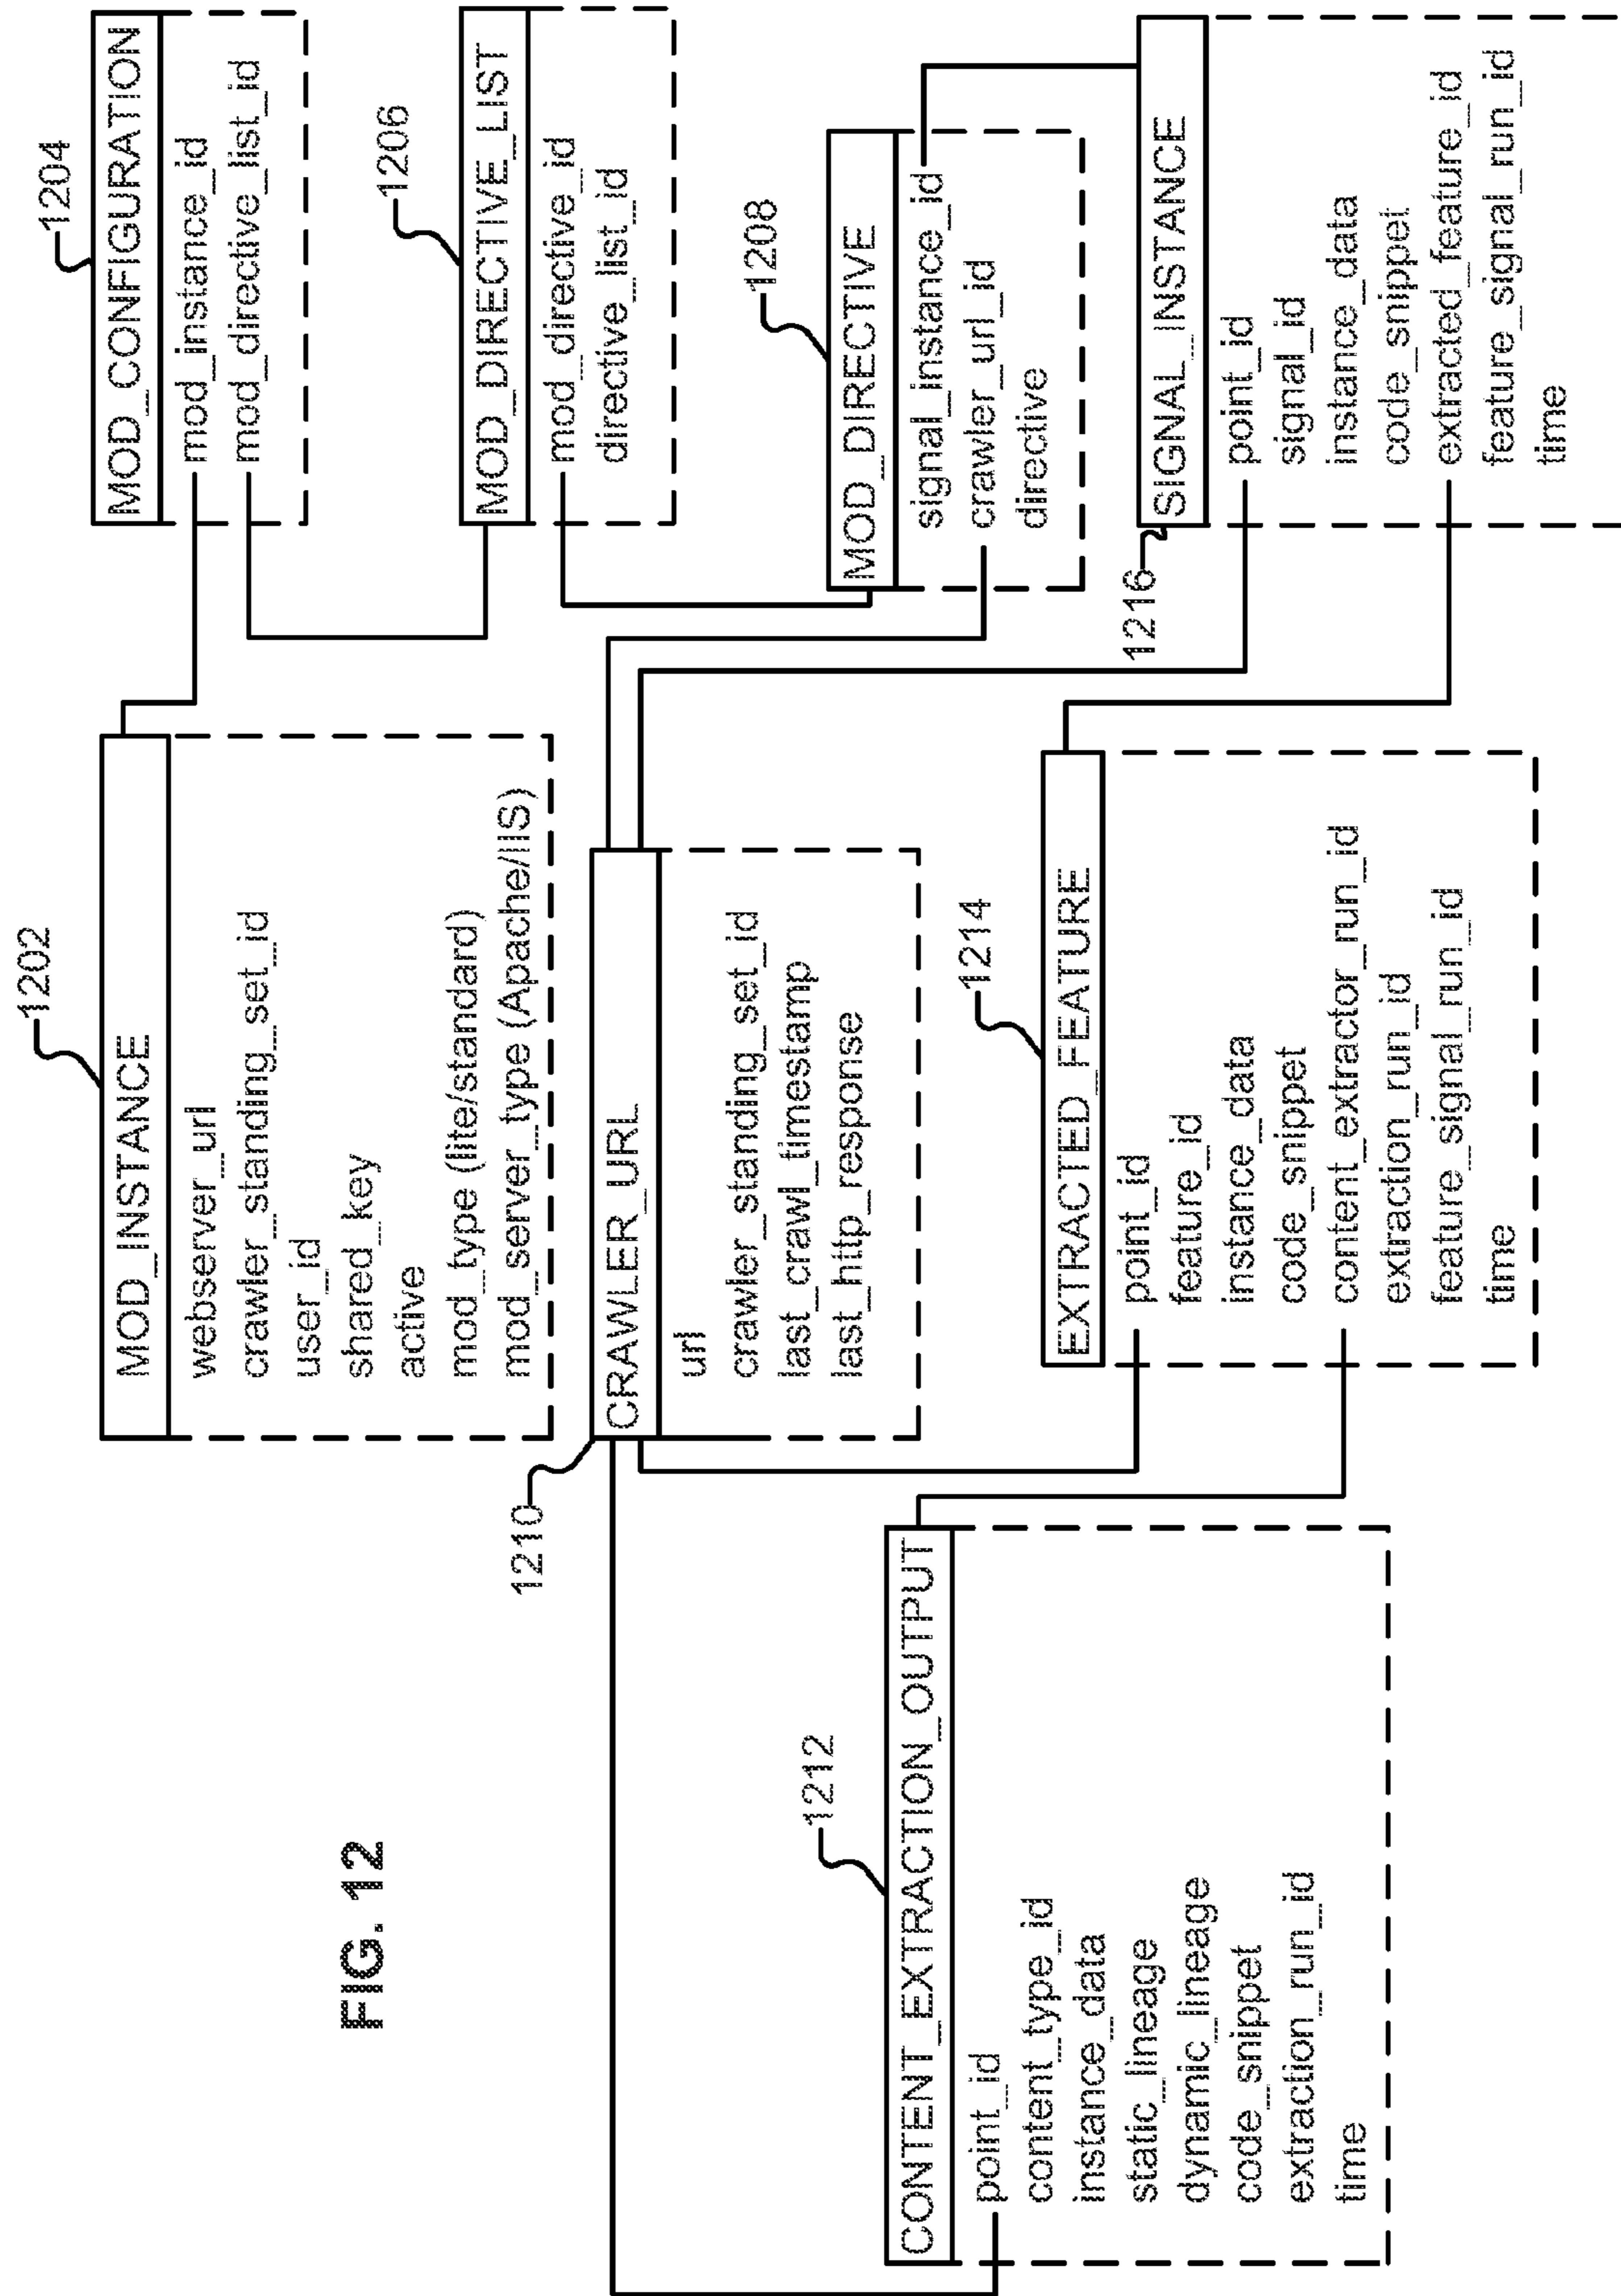 FIG. 12
1202
MOD_INSTANCE
webserver_url
crawler_standing_set_id
user_id
shared_key
active
mod_type (lite/standard)
mod_server_type (Apache/IIS)
1204
MOD_CONFIGURATION
mod_instance_id
mod_directive_list_id
1206
MOD_DIRECTIVE_LIST
mod_directive_id
directive_list_id
1208
MOD_DIRECTIVE
signal_instance_id
crawler_url_id
directive
1210
CRAWLER_URL
url
crawler_standing_set_id
last_crawl_timestamp
last_http_response
1212
CONTENT_EXTRACTION_OUTPUT
point_id
content_type_id
instance_data
static_lineage
dynamic_lineage
code_snippet
extraction_run_id
time
1214
EXTRACTED_FEATURE
point_id
feature_id
instance_data
code_snippet
content_extractor_run_id
extraction_run_id
feature_signal_run_id
time
1216
SIGNAL_INSTANCE
point_id
signal_id
instance_data
code_snippet
extracted_feature_id
feature_signal_run_id
time